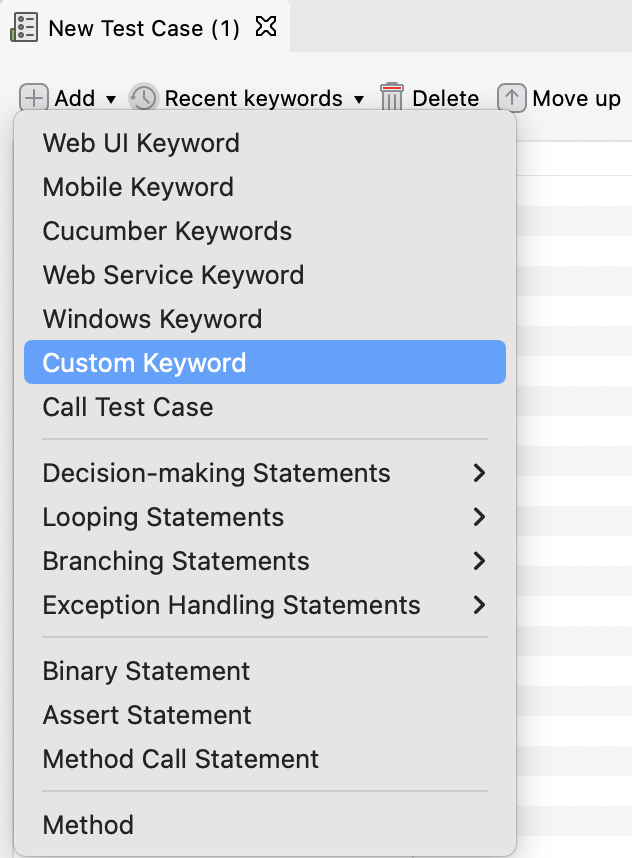 New Test Case (1)
Add Recent keywords Delete Move up
Web UI Keyword
Mobile Keyword
Cucumber Keywords
Web Service Keyword
Windows Keyword
Custom Keyword
Call Test Case
Decision-making Statements
Looping Statements
Branching Statements
Exception Handling Statements
Binary Statement
Assert Statement
Method Call Statement
Method